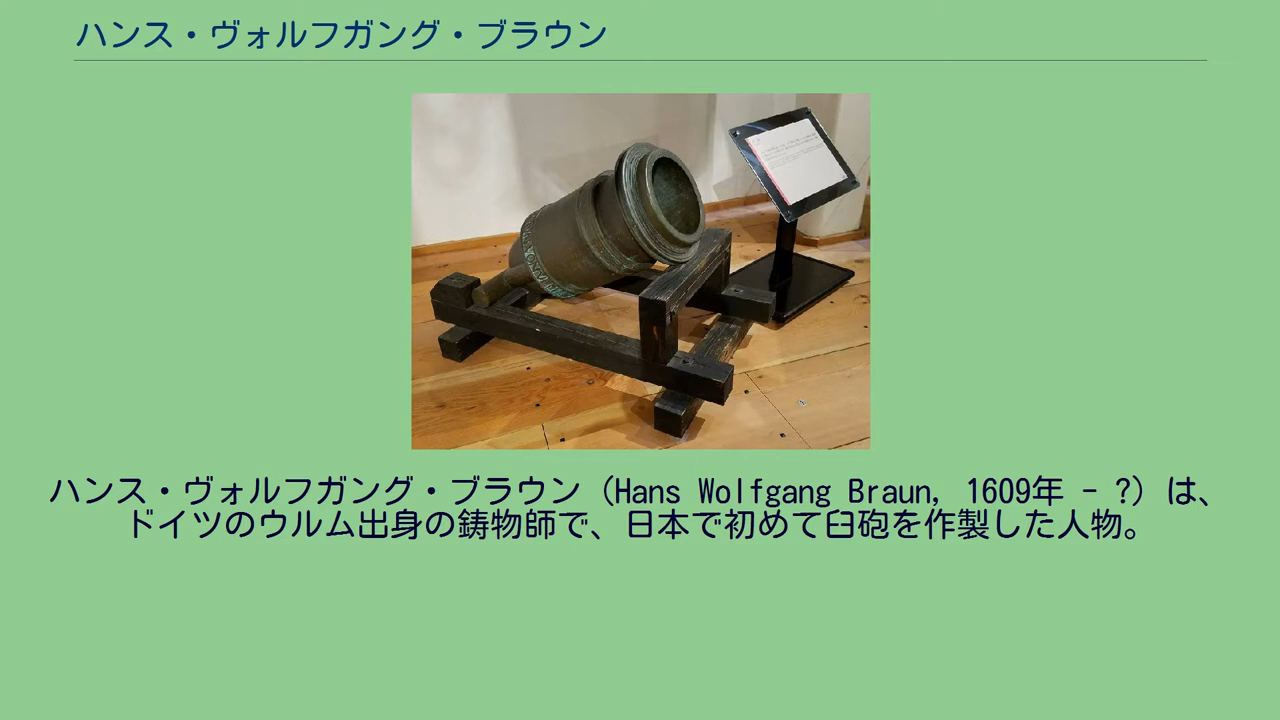 ハンス・ヴォルフガング・ブラウン
ハンス・ヴォルフガング・ブラウン（Hans Wolfgang Braun, 1609年 - ?）は、
ドイツのウルム出身の鋳物師で、日本で初めて臼砲を作製した人物。